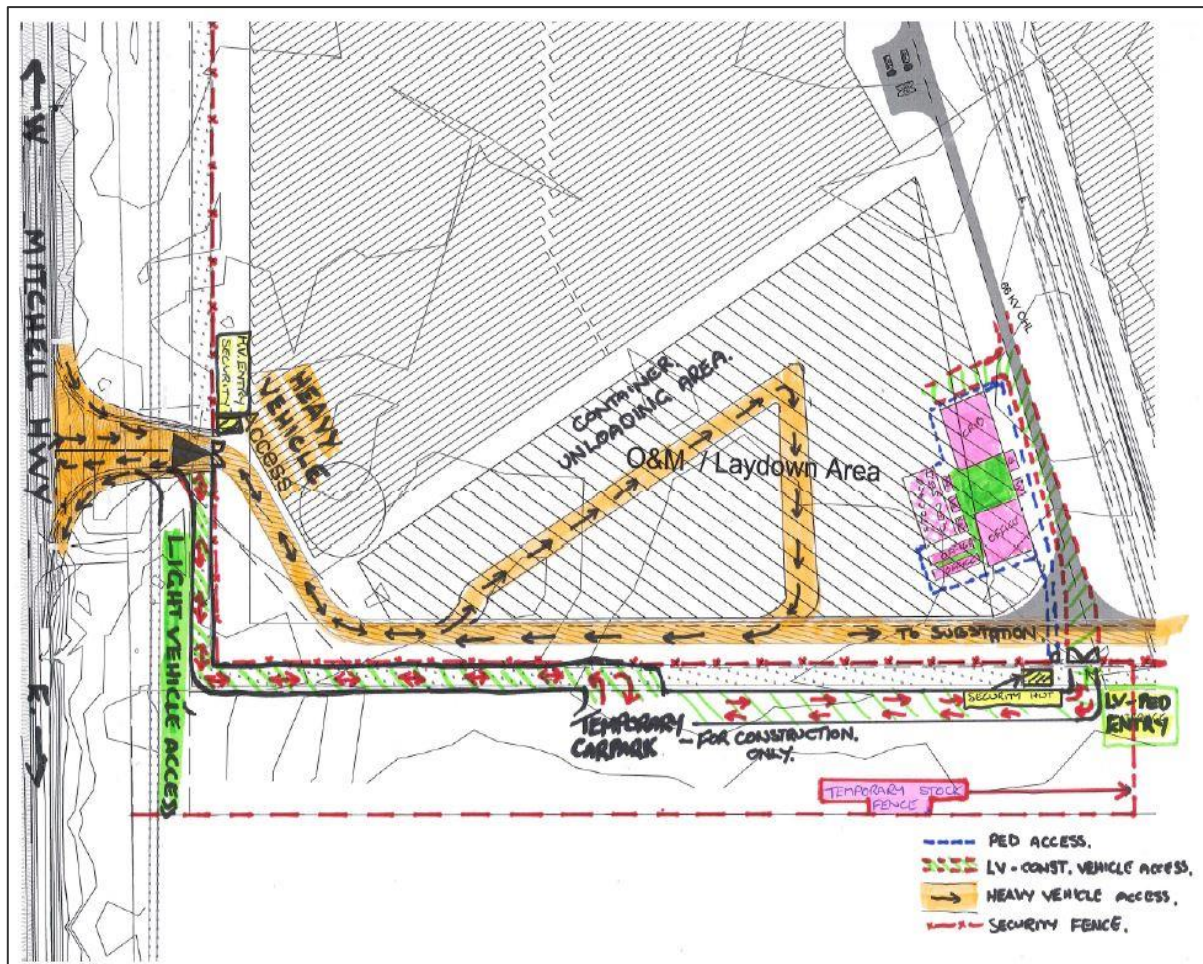 ← W MITCHELL HWY E →
H.V. ENTRY
SECURITY
HEAVY
VEHICLE
Access
LIGHT VEHICLE ACCESS
CONTAINER
UNLOADING AREA.
O&M / Laydown Area
66 KV OHL
OFFICE
TO SUBSTATION
SECURITY HUT
LV-PED
ENTRY
TEMPORARY
CARPARK
- FOR CONSTRUCTION.
ONLY.
TEMPORARY STOCK
FENCE
PED ACCESS.
LV - CONST. VEHICLE ACCESS.
HEAVY VEHICLE ACCESS.
SECURITY FENCE.